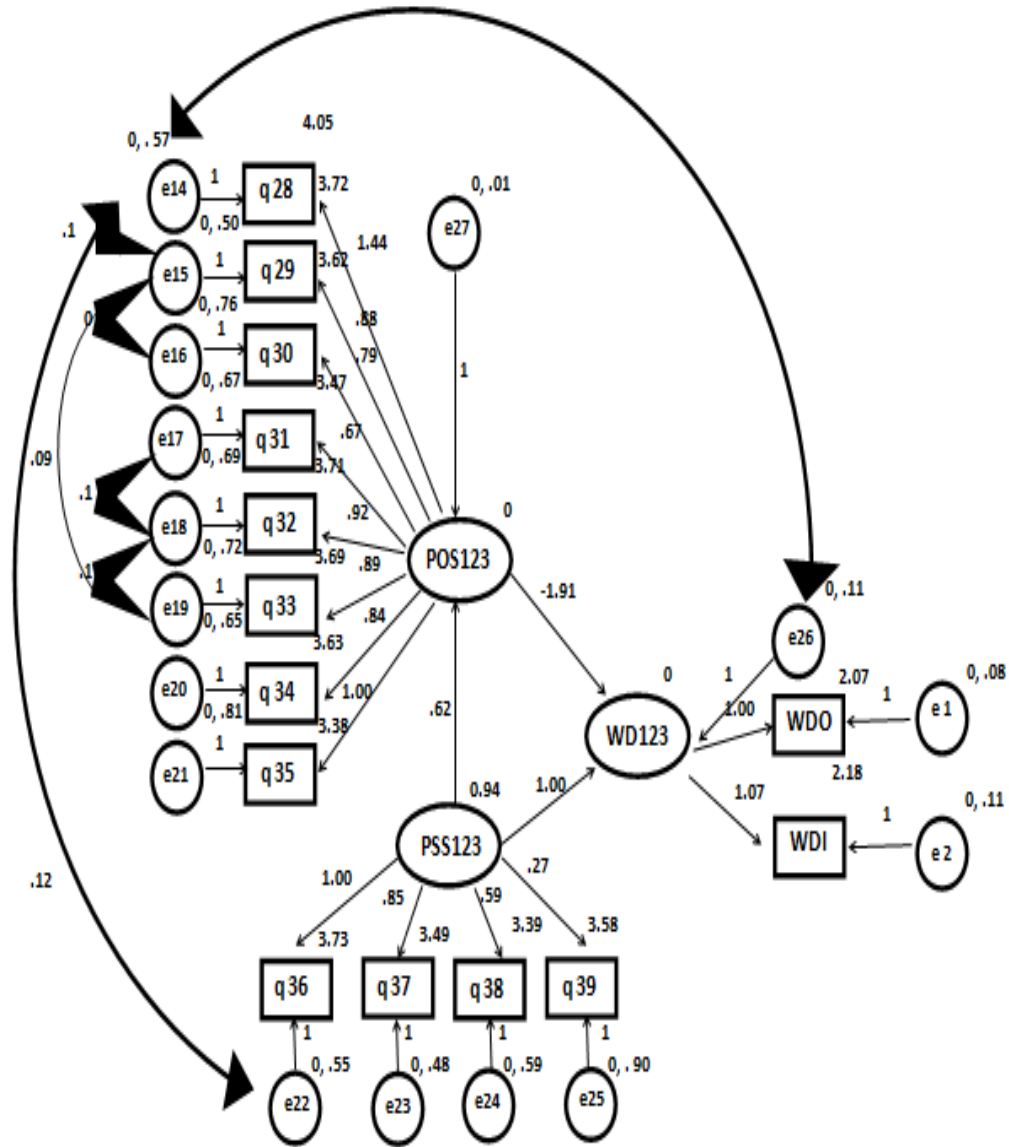 4.05
0, . 57
e14
1
q 28
3.72
0, .01
e27
0, .50
.1
1.44
e15
1
q 29
3.62
0, .76
0
.88
e16
1
q 30
.79
1
0, .67
3.47
.67
e17
1
q 31
.09
0, .69
3.71
.1
.92
0
e18
1
q 32
POS123
0, .72
3.69
.89
.1
-1.91
0, .11
e19
1
q 33
.84
e26
0, .65
3.63
e20
1
q 34
1.00
.62
0
1
2.07
0, .08
0, .81
1.00
1
e 1
3.38
WD123
WDO
e21
1
q 35
2.18
0.94
1.00
1.07
0, .11
PSS123
WDI
1
e 2
.12
1.00
.85
.59
.27
3.73
3.49
3.39
3.58
q 36
q 37
q 38
q 39
1
1
1
1
0, .55
0, .48
0, .59
0, . 90
e22
e23
e24
e25